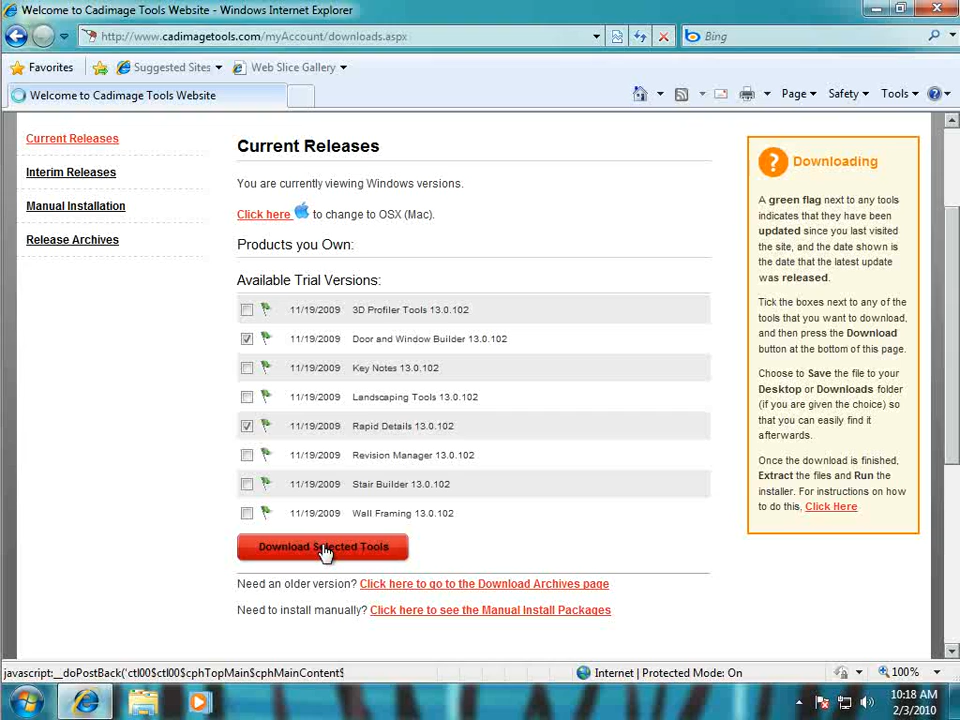 Welcome to Cadimage Tools Website - Windows Internet Explorer
http://www.cadimagetools.com/myAccount/downloads.aspx
Bing
Favorites
Suggested Sites
Web Slice Gallery
Welcome to Cadimage Tools Website
Page
Safety
Tools
Current Releases
Interim Releases
Manual Installation
Release Archives
Current Releases
You are currently viewing Windows versions.
Click here to change to OSX (Mac).
Products you Own:
Available Trial Versions:
11/19/2009 3D Profiler Tools 13.0.102
11/19/2009 Door and Window Builder 13.0.102
11/19/2009 Key Notes 13.0.102
11/19/2009 Landscaping Tools 13.0.102
11/19/2009 Rapid Details 13.0.102
11/19/2009 Revision Manager 13.0.102
11/19/2009 Stair Builder 13.0.102
11/19/2009 Wall Framing 13.0.102
Download Selected Tools
Need an older version? Click here to go to the Download Archives page
Need to install manually? Click here to see the Manual Install Packages
? Downloading
A green flag next to any tools
indicates that they have been
updated since you last visited
the site, and the date shown is
the date that the latest update
was released.
Tick the boxes next to any of the
tools that you want to download,
and then press the Download
button at the bottom of this page.
Choose to Save the file to your
Desktop or Downloads folder
(if you are given the choice) so
that you can easily find it
afterwards.
Once the download is finished,
Extract the files and Run the
installer. For instructions on how
to do this, Click Here
javascript:__doPostBack('ctl00$ctl00$cphTopMain$cphMainContent$
Internet | Protected Mode: On
100%
10:18 AM
2/3/2010